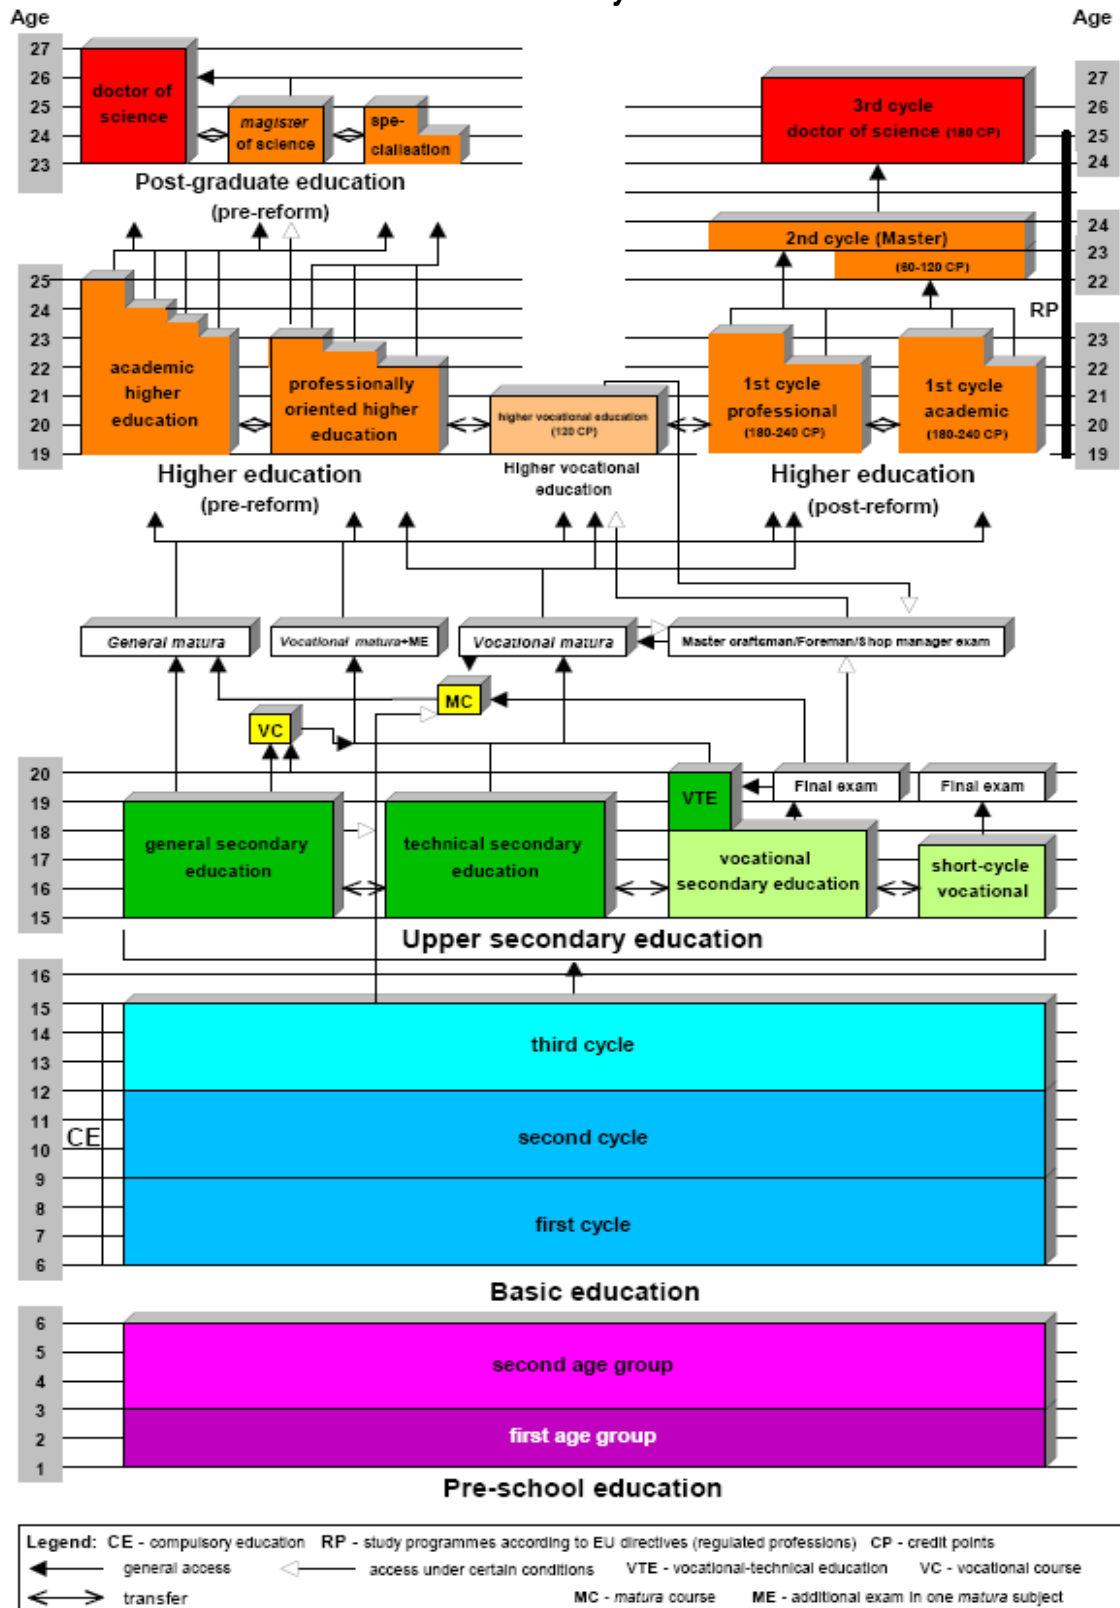 Age
Age
27
26
25
24
23
doctor of
science
magister
of science
spe-
cialisation
Post-graduate education
(pre-reform)
27
26
25
24
3rd cycle
doctor of science (180 CP)
24
23
22
2nd cycle (Master)
(60-120 CP)
RP
25
24
23
22
21
20
19
academic
higher
education
professionally
oriented higher
education
higher vocational education
(120 CP)
1st cycle
professional
(180-240 CP)
1st cycle
academic
(180-240 CP)
23
22
21
20
19
Higher education
(pre-reform)
Higher vocational
education
Higher education
(post-reform)
General matura
Vocational matura+ME
Vocational matura
Master craftsman/Foreman/Shop manager exam
MC
VC
20
19
18
17
16
15
general secondary
education
technical secondary
education
VTE
Final exam
Final exam
vocational
secondary education
short-cycle
vocational
Upper secondary education
16
15
14
13
12
11
10
9
8
7
6
CE
third cycle
second cycle
first cycle
Basic education
6
5
4
3
2
1
second age group
first age group
Pre-school education
Legend: CE - compulsory education RP - study programmes according to EU directives (regulated professions) CP - credit points
general access access under certain conditions VTE - vocational-technical education VC - vocational course
transfer MC - matura course ME - additional exam in one matura subject